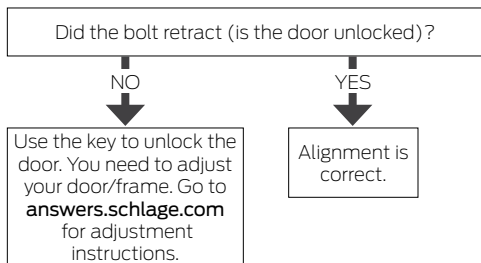 Did the bolt retract (is the door unlocked)?
NO
YES
Use the key to unlock the
door. You need to adjust
your door/frame. Go to
answers.schlage.com
for adjustment
instructions.
Alignment is
correct.